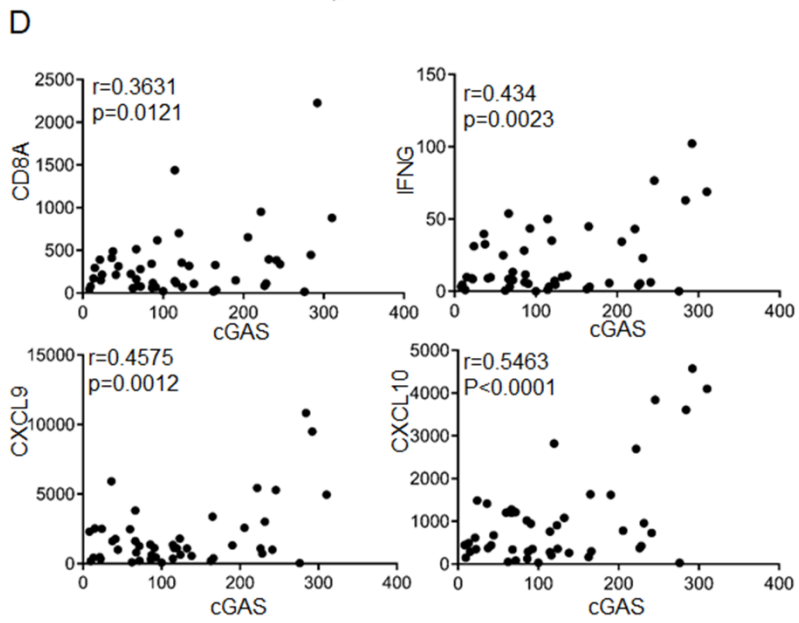 D
r=0.3631
p=0.0121
CD8A
2500
2000
1500
1000
500
0
0 100 200 300 400
cGAS
r=0.434
p=0.0023
IFNG
150
100
50
0
0 100 200 300 400
cGAS
r=0.4575
p=0.0012
CXCL9
15000
10000
5000
0
0 100 200 300 400
cGAS
r=0.5463
P<0.0001
CXCL10
5000
4000
3000
2000
1000
0
0 100 200 300 400
cGAS